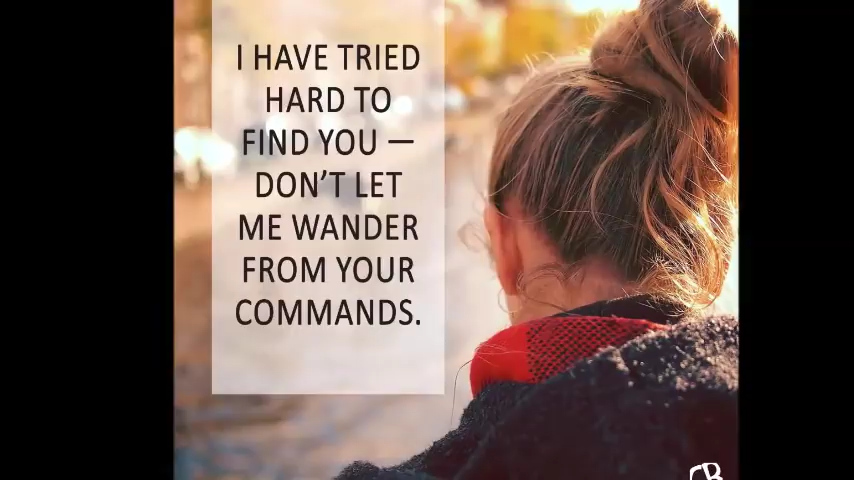 I HAVE TRIED
HARD TO
FIND YOU —
DON'T LET
ME WANDER
FROM YOUR
COMMANDS.